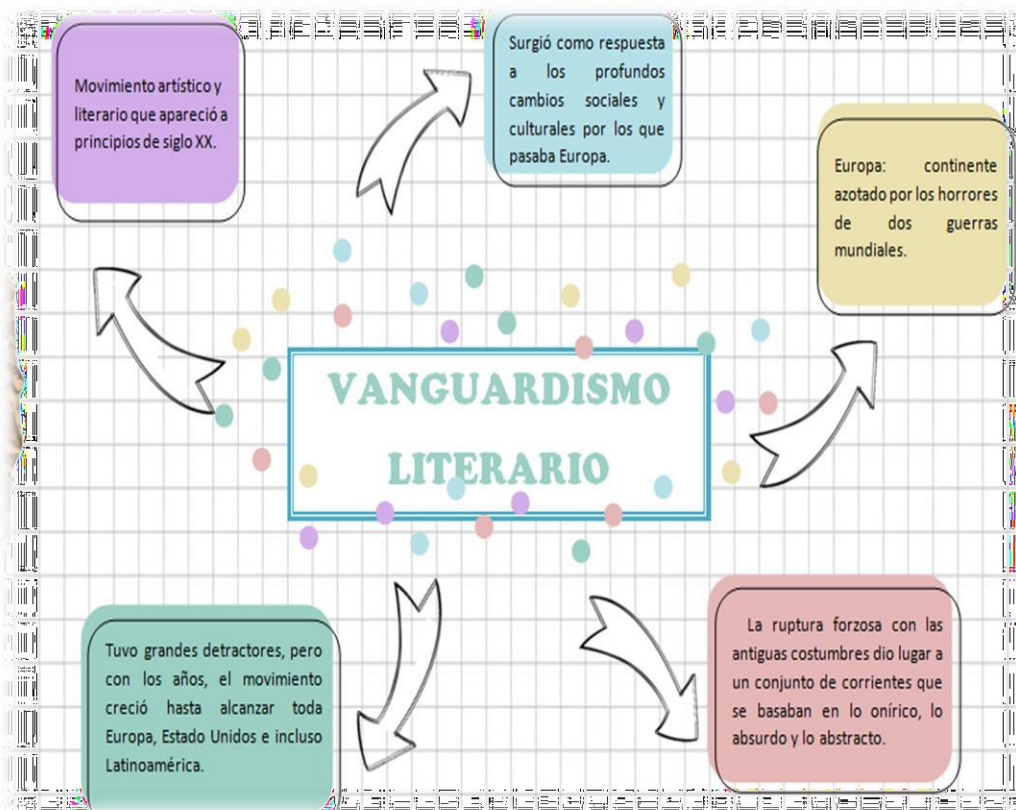 Movimiento artístico y
literario que apareció a
principios de siglo XX.
Surgió como respuesta
a los profundos
cambios sociales y
culturales por los que
pasaba Europa.
Europa: continente
azotado por los horrores
de dos guerras
mundiales.
VANGUARDISMO
LITERARIO
Tuvo grandes detractores, pero
con los años, el movimiento
creció hasta alcanzar toda
Europa, Estado Unidos e incluso
Latinoamérica.
La ruptura forzosa con las
antiguas costumbres dio lugar a
un conjunto de corrientes que
se basaban en lo onírico, lo
absurdo y lo abstracto.